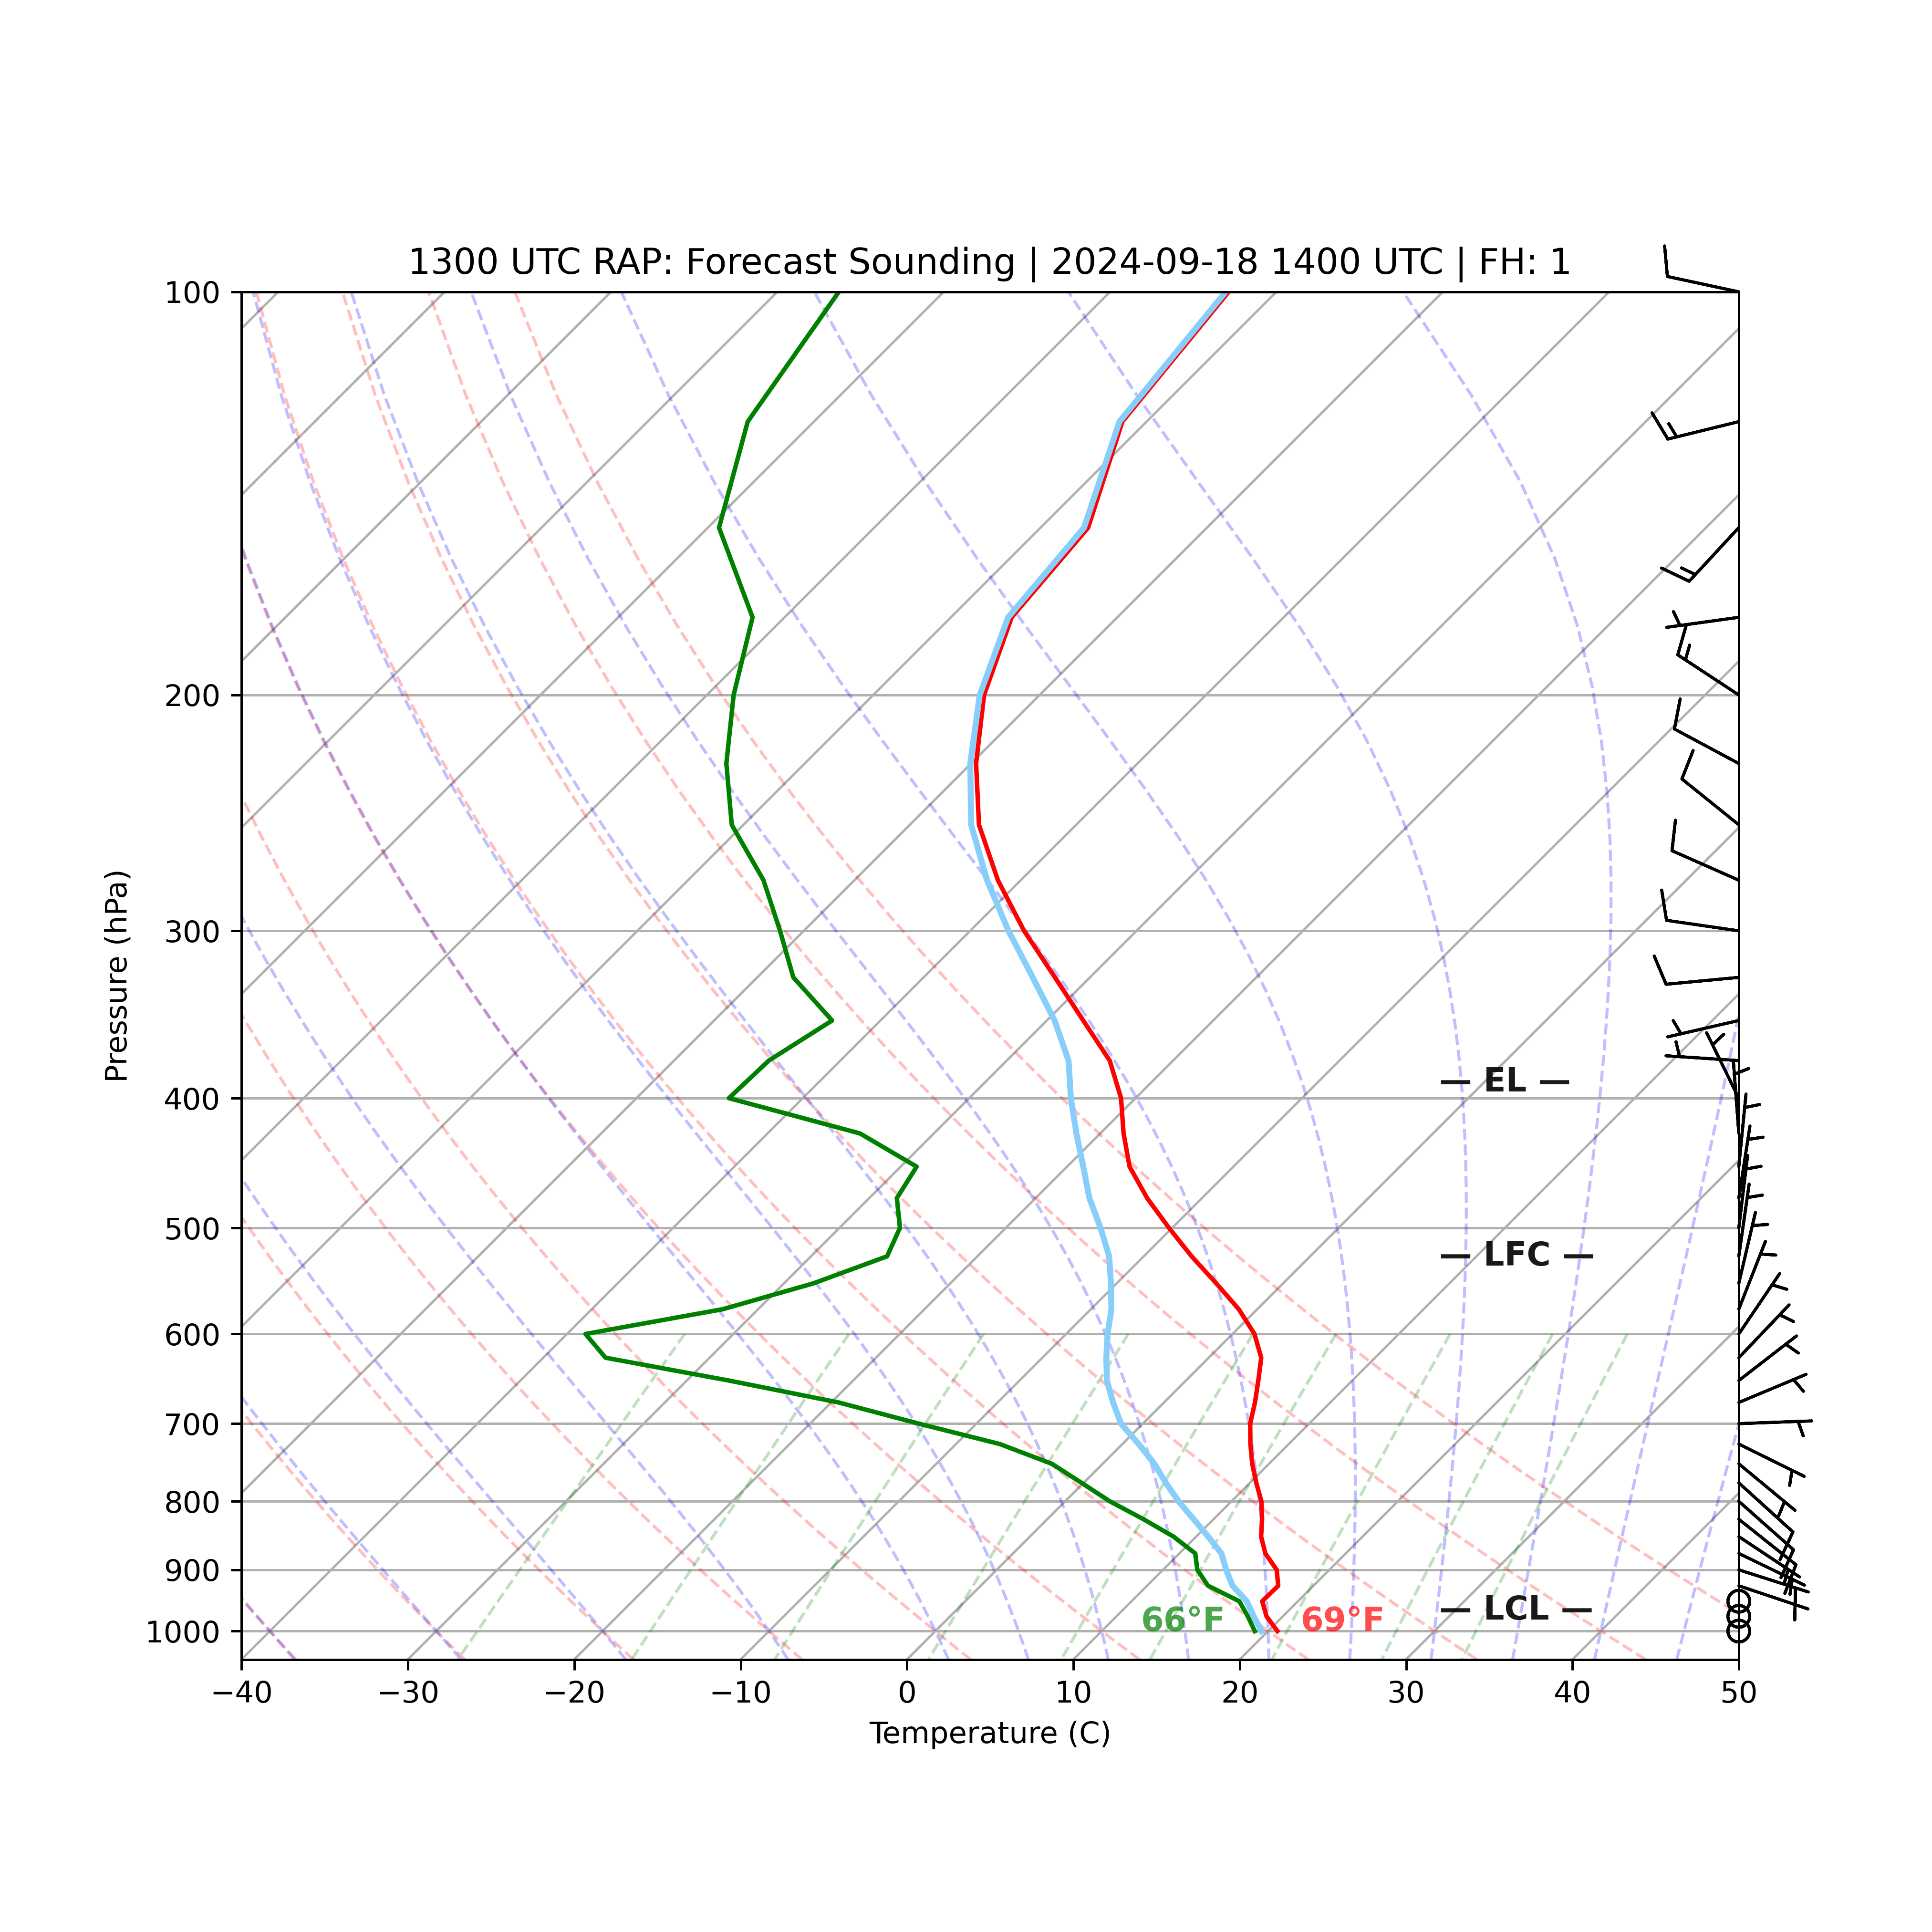 1300 UTC RAP: Forecast Sounding | 2024-09-18 1400 UTC | FH: 1
100
200
300
Pressure (hPa)
— EL —
400
500
— LFC —
600
700
800
900
— LCL —
66°F 69°F
1000
−40 −30 −20 −10 0 10 20 30 40 50
Temperature (C)